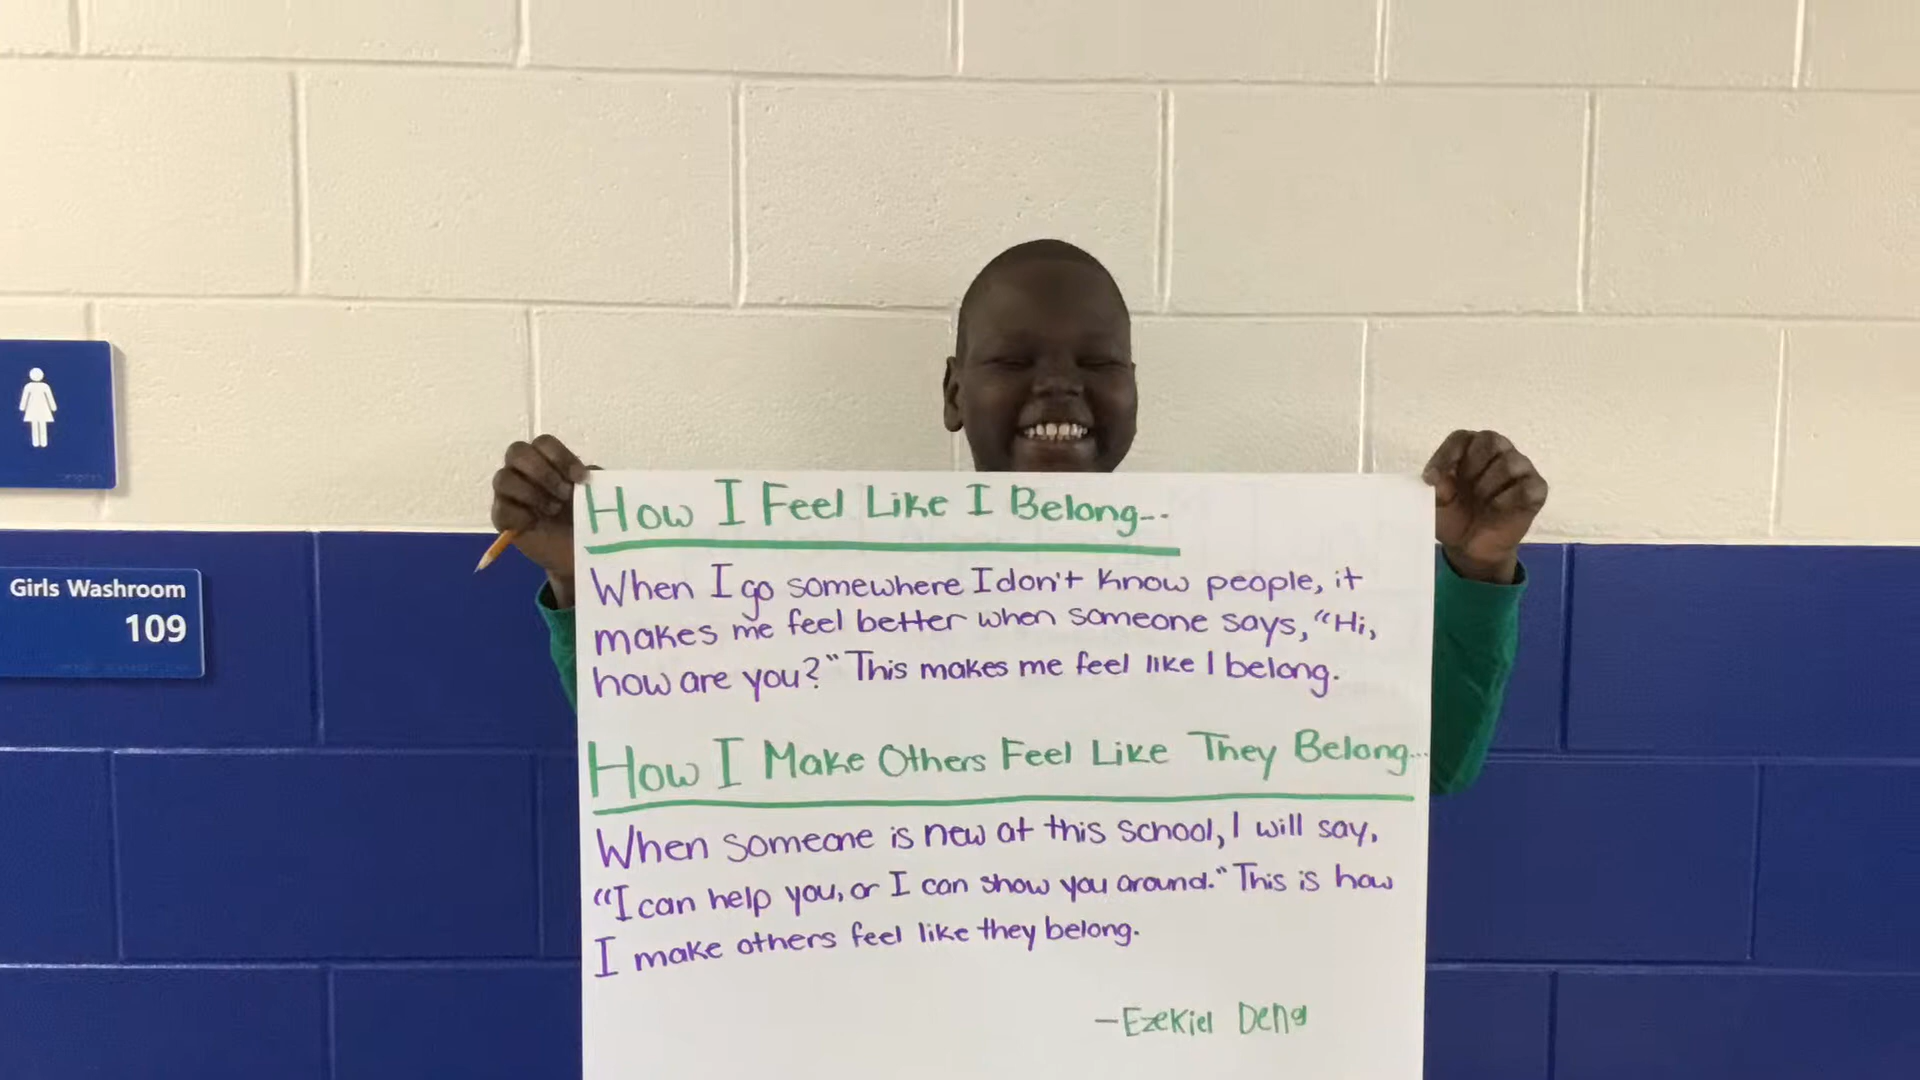 Girls Washroom
109
How I Feel Like I Belong...
When I go somewhere I don't know people, it
makes me feel better when someone says, "Hi,
how are you?" This makes me feel like I belong.
How I Make Others Feel Like They Belong...
When someone is new at this school, I will say,
"I can help you, or I can show you around." This is how
I make others feel like they belong.
—Ezekiel Deng